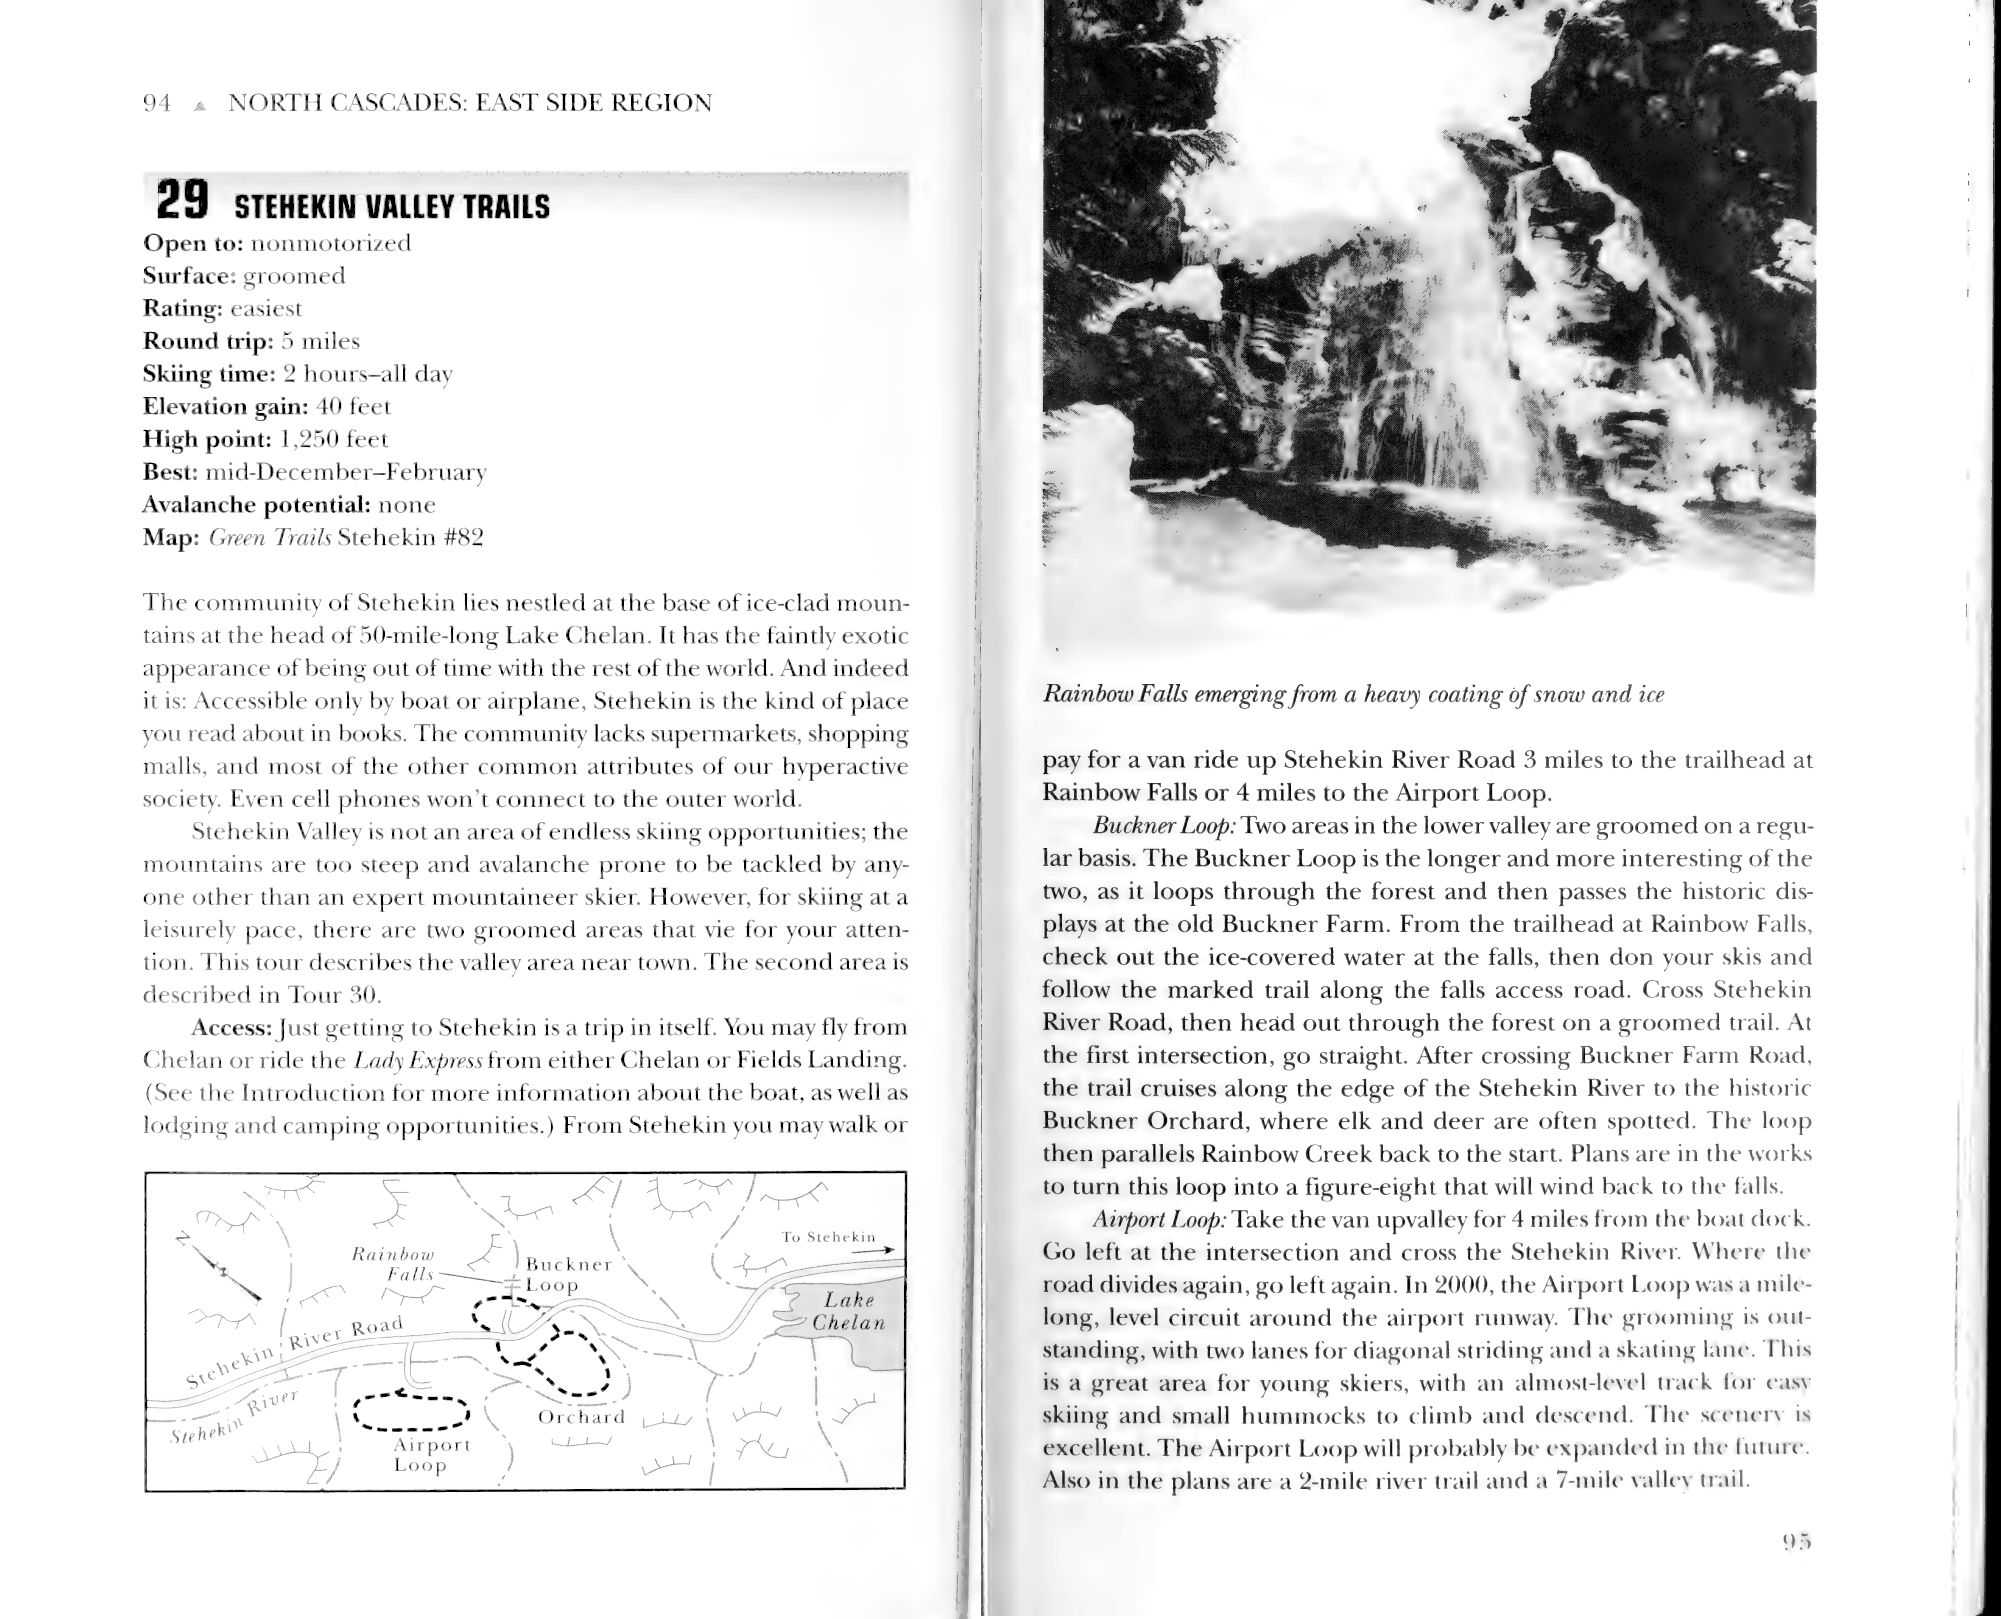 94 ▲ NORTH CASCADES: EAST SIDE REGION
29 STEHEKIN VALLEY TRAILS
Open to: nonmotorized
Surface: groomed
Rating: easiest
Round trip: 5 miles
Skiing time: 2 hours–all day
Elevation gain: 40 feet
High point: 1,250 feet
Best: mid-December–February
Avalanche potential: none
Map: Green Trails Stehekin #82
The community of Stehekin lies nestled at the base of ice-clad moun-
tains at the head of 50-mile-long Lake Chelan. It has the faintly exotic
appearance of being out of time with the rest of the world. And indeed
it is: Accessible only by boat or airplane, Stehekin is the kind of place
you read about in books. The community lacks supermarkets, shopping
malls, and most of the other common attributes of our hyperactive
society. Even cell phones won't connect to the outer world.
Stehekin Valley is not an area of endless skiing opportunities; the
mountains are too steep and avalanche prone to be tackled by any-
one other than an expert mountaineer skier. However, for skiing at a
leisurely pace, there are two groomed areas that vie for your atten-
tion. This tour describes the valley area near town. The second area is
described in Tour 30.
Access: Just getting to Stehekin is a trip in itself. You may fly from
Chelan or ride the Lady Express from either Chelan or Fields Landing.
(See the Introduction for more information about the boat, as well as
lodging and camping opportunities.) From Stehekin you may walk or
To Stehekin
Rainbow
Falls
Buckner
Loop
Lake
Chelan
N
Stehekin River Road
Stehekin River
Orchard
Airport
Loop
Rainbow Falls emerging from a heavy coating of snow and ice
pay for a van ride up Stehekin River Road 3 miles to the trailhead at
Rainbow Falls or 4 miles to the Airport Loop.
Buckner Loop: Two areas in the lower valley are groomed on a regu-
lar basis. The Buckner Loop is the longer and more interesting of the
two, as it loops through the forest and then passes the historic dis-
plays at the old Buckner Farm. From the trailhead at Rainbow Falls,
check out the ice-covered water at the falls, then don your skis and
follow the marked trail along the falls access road. Cross Stehekin
River Road, then head out through the forest on a groomed trail. At
the first intersection, go straight. After crossing Buckner Farm Road,
the trail cruises along the edge of the Stehekin River to the historic
Buckner Orchard, where elk and deer are often spotted. The loop
then parallels Rainbow Creek back to the start. Plans are in the works
to turn this loop into a figure-eight that will wind back to the falls.
Airport Loop: Take the van upvalley for 4 miles from the boat dock.
Go left at the intersection and cross the Stehekin River. Where the
road divides again, go left again. In 2000, the Airport Loop was a mile-
long, level circuit around the airport runway. The grooming is out-
standing, with two lanes for diagonal striding and a skating lane. This
is a great area for young skiers, with an almost-level track for easy
skiing and small hummocks to climb and descend. The scenery is
excellent. The Airport Loop will probably be expanded in the future.
Also in the plans are a 2-mile river trail and a 7-mile valley trail.
95